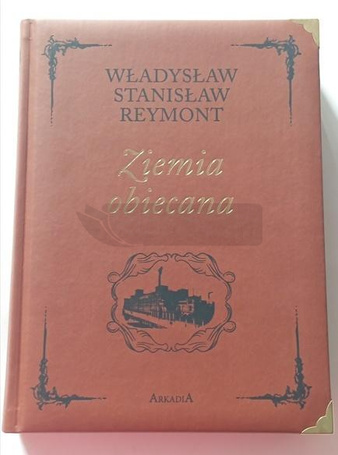 WŁADYSŁAW
STANISŁAW
REYMONT
Ziemia
obiecana
ARKADIA